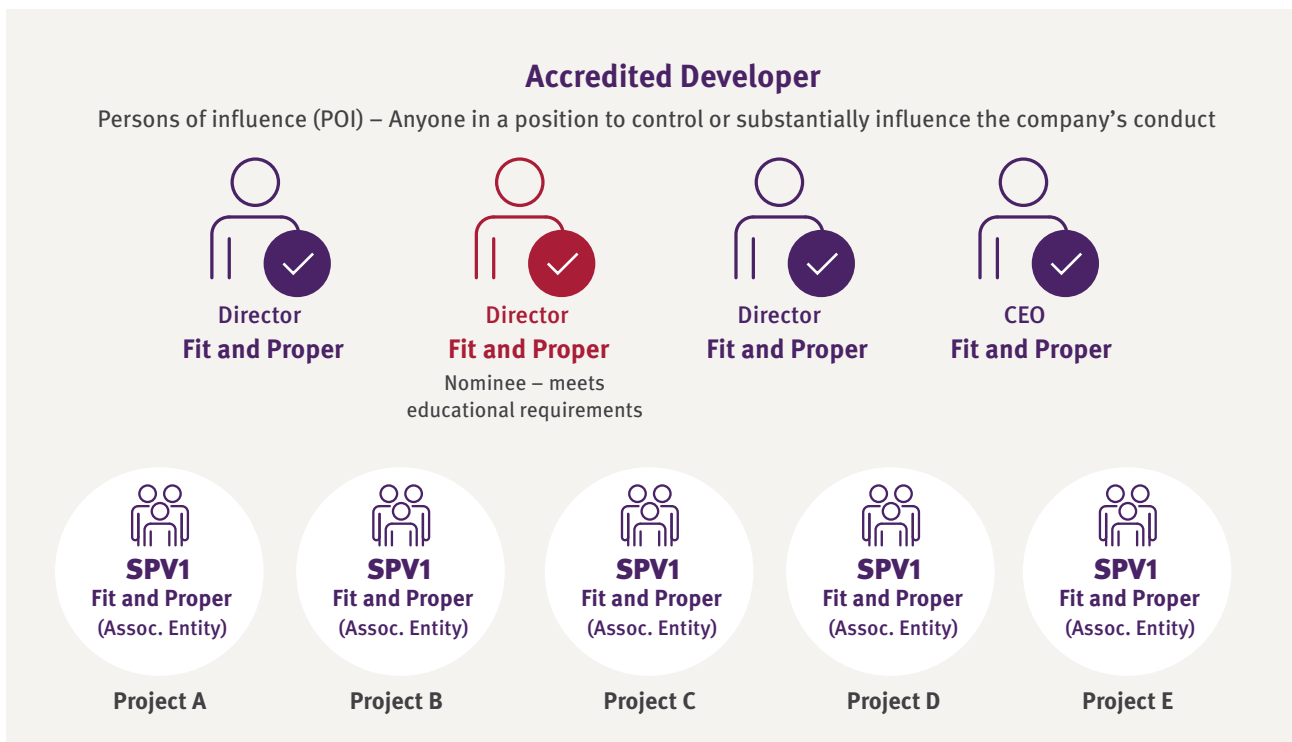 Accredited Developer
Persons of influence (POI) – Anyone in a position to control or substantially influence the company’s conduct
Director
Fit and Proper
Director
Fit and Proper
Nominee – meets
educational requirements
Director
Fit and Proper
CEO
Fit and Proper
SPV1
Fit and Proper
(Assoc. Entity)
Project A
SPV1
Fit and Proper
(Assoc. Entity)
Project B
SPV1
Fit and Proper
(Assoc. Entity)
Project C
SPV1
Fit and Proper
(Assoc. Entity)
Project D
SPV1
Fit and Proper
(Assoc. Entity)
Project E